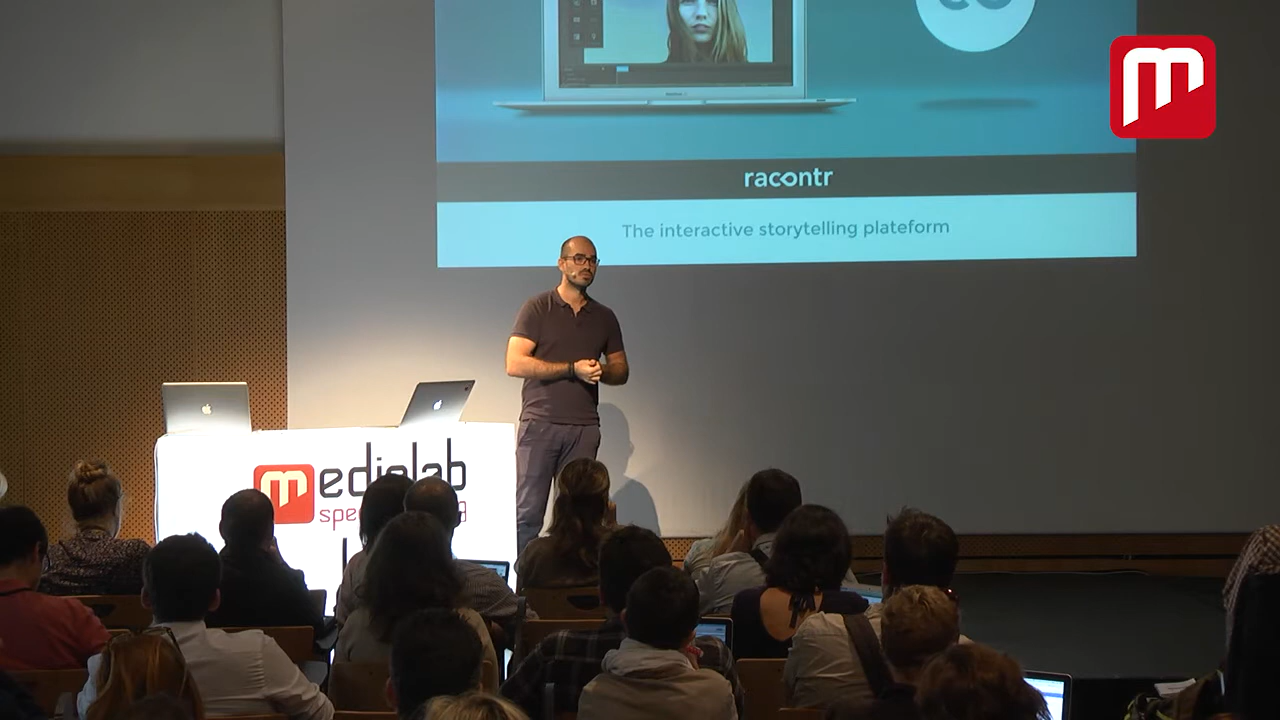 racontr
The interactive storytelling plateform
medialab